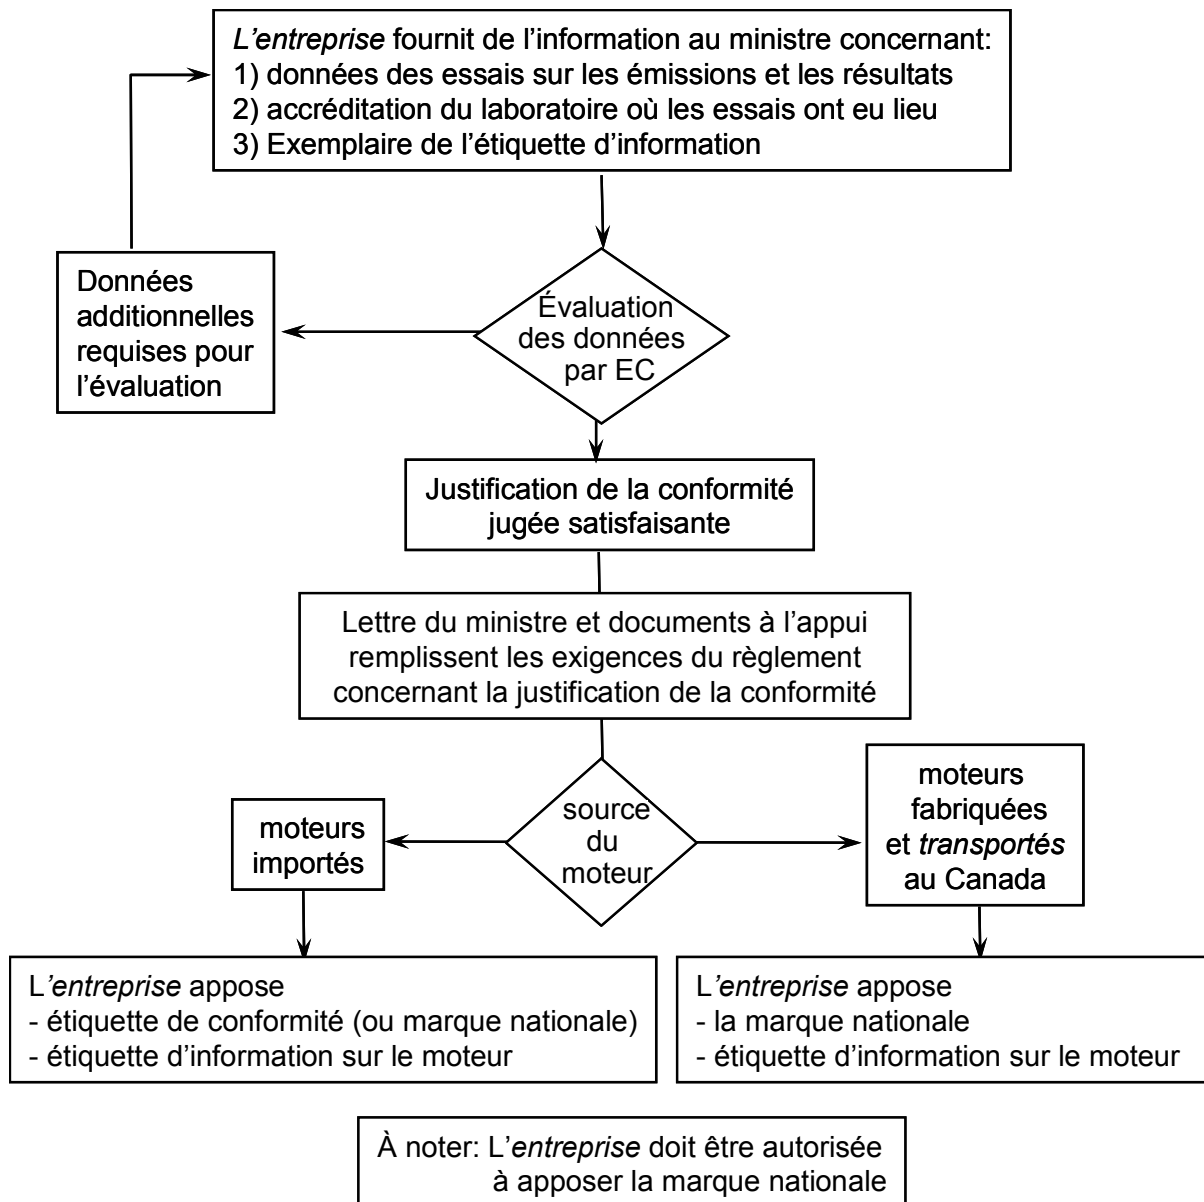 L'entreprise fournit de l'information au ministre concernant:
1) données des essais sur les émissions et les résultats
2) accréditation du laboratoire où les essais ont eu lieu
3) Exemplaire de l'étiquette d'information
Données
additionnelles
requises pour
l'évaluation
Évaluation
des données
par EC
Justification de la conformité
jugée satisfaisante
Lettre du ministre et documents à l'appui
remplissent les exigences du règlement
concernant la justification de la conformité
moteurs
importés
source
du
moteur
moteurs
fabriquées
et transportés
au Canada
L'entreprise appose
- étiquette de conformité (ou marque nationale)
- étiquette d'information sur le moteur
L'entreprise appose
- la marque nationale
- étiquette d'information sur le moteur
À noter: L'entreprise doit être autorisée
à apposer la marque nationale